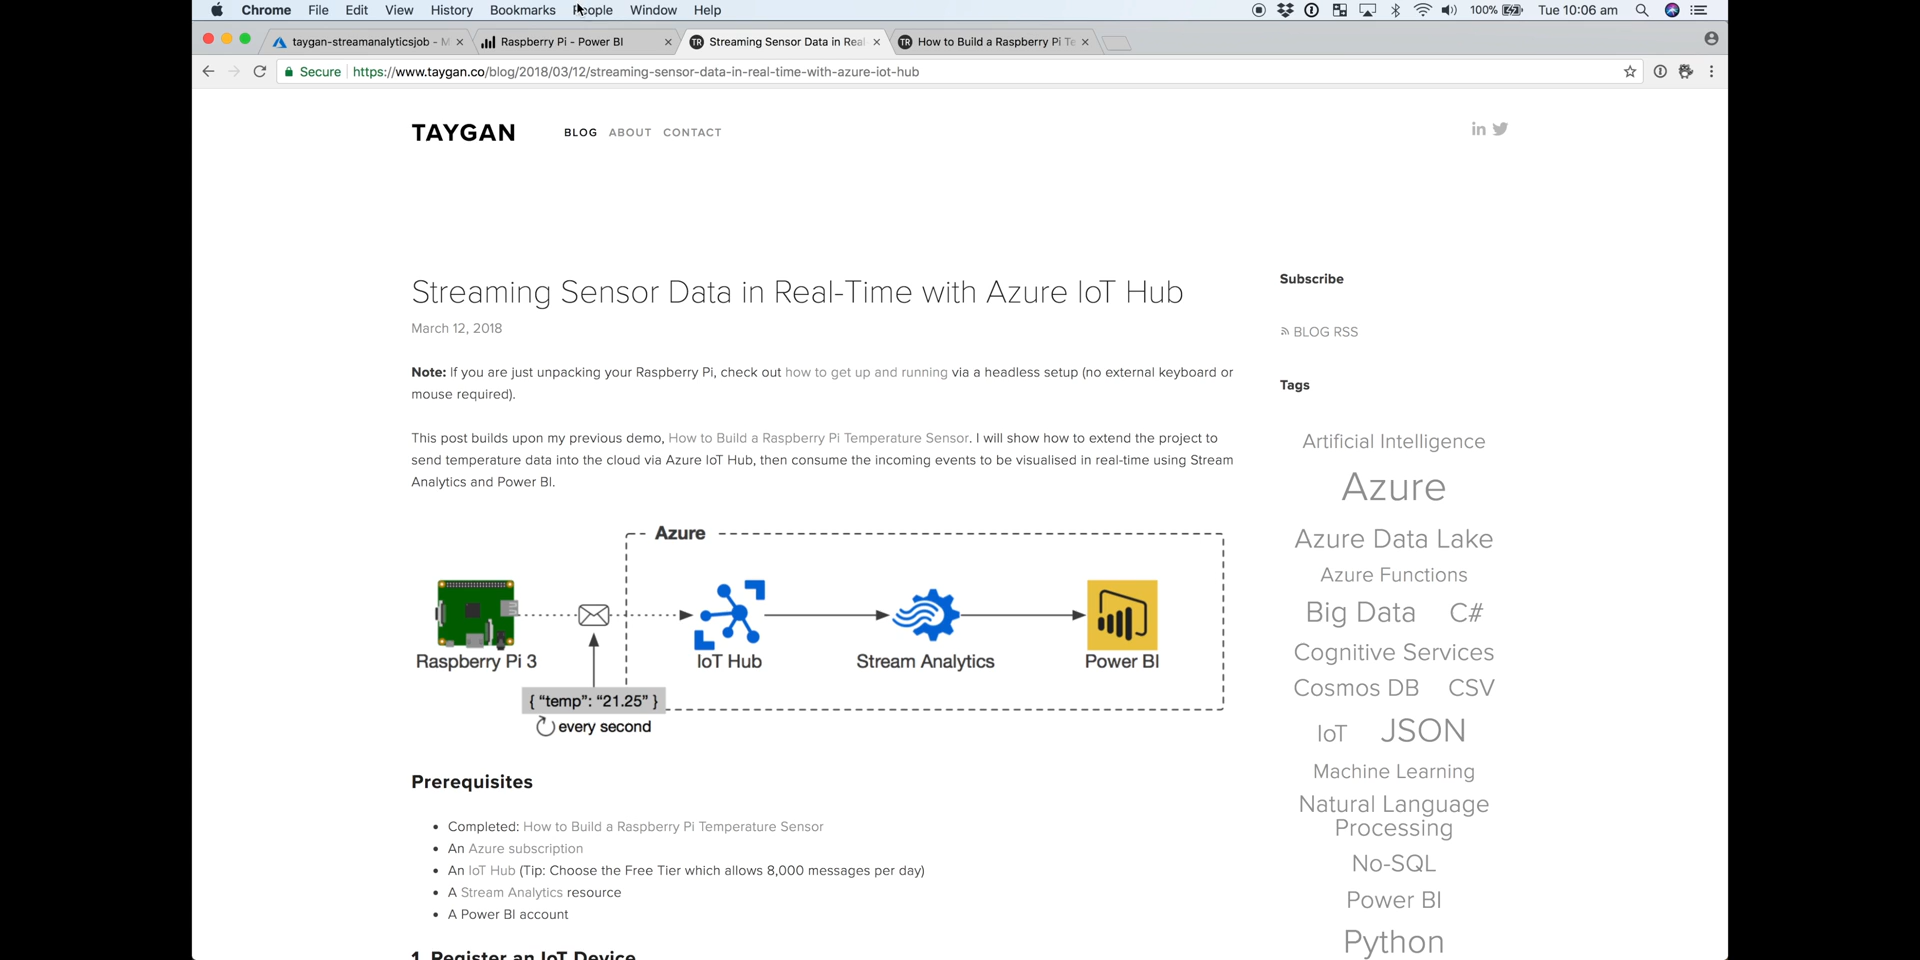 Chrome File Edit View History Bookmarks People Window Help 100% Tue 10:06 am
taygan-streamanalyticsjob - M Raspberry Pi - Power BI Streaming Sensor Data in Real How to Build a Raspberry Pi Te
Secure https://www.taygan.co/blog/2018/03/12/streaming-sensor-data-in-real-time-with-azure-iot-hub
TAYGAN BLOG ABOUT CONTACT
Streaming Sensor Data in Real-Time with Azure IoT Hub
March 12, 2018
Note: If you are just unpacking your Raspberry Pi, check out how to get up and running via a headless setup (no external keyboard or
mouse required).
This post builds upon my previous demo, How to Build a Raspberry Pi Temperature Sensor. I will show how to extend the project to
send temperature data into the cloud via Azure IoT Hub, then consume the incoming events to be visualised in real-time using Stream
Analytics and Power BI.
Azure
Raspberry Pi 3 IoT Hub Stream Analytics Power BI
{ “temp”: “21.25” }
every second
Prerequisites
• Completed: How to Build a Raspberry Pi Temperature Sensor
• An Azure subscription
• An IoT Hub (Tip: Choose the Free Tier which allows 8,000 messages per day)
• A Stream Analytics resource
• A Power BI account
1. Register an IoT Device
Subscribe
BLOG RSS
Tags
Artificial Intelligence
Azure
Azure Data Lake
Azure Functions
Big Data C#
Cognitive Services
Cosmos DB CSV
IoT JSON
Machine Learning
Natural Language
Processing
No-SQL
Power BI
Python